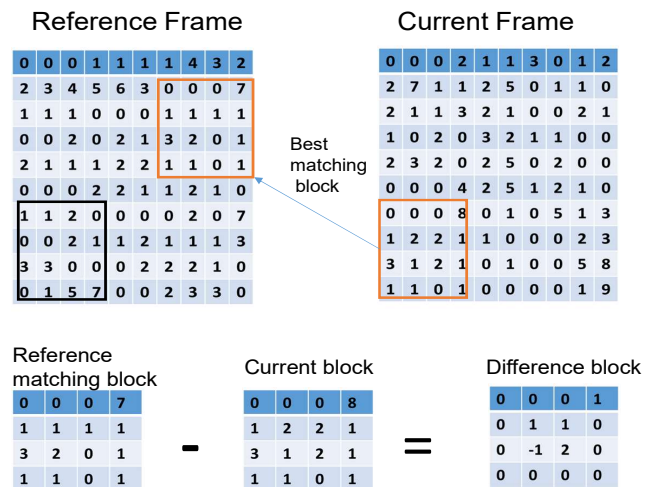 Reference Frame
Current Frame
0 0 0 1 1 1 1 4 3 2
2 3 4 5 6 3 0 0 0 7
1 1 1 0 0 0 1 1 1 1
0 0 2 0 2 1 3 2 0 1
2 1 1 1 2 2 1 1 0 1
0 0 0 2 2 1 1 2 1 0
1 1 2 0 0 0 0 2 0 7
0 0 2 1 1 2 1 1 1 3
3 3 0 0 0 2 2 2 1 0
0 1 5 7 0 0 2 3 3 0
Best
matching
block
0 0 0 2 1 1 3 0 1 2
2 7 1 1 2 5 0 1 1 0
2 1 1 3 2 1 0 0 2 1
1 0 2 0 3 2 1 1 0 0
2 3 2 0 2 5 0 2 0 0
0 0 0 4 2 5 1 2 1 0
0 0 0 8 0 1 0 5 1 3
1 2 2 1 1 0 0 0 2 3
3 1 2 1 0 1 0 0 5 8
1 1 0 1 0 0 0 0 1 9
Reference
matching block
0 0 0 7
1 1 1 1
3 2 0 1
1 1 0 1
-
Current block
0 0 0 8
1 2 2 1
3 1 2 1
1 1 0 1
=
Difference block
0 0 0 1
0 1 1 0
0 -1 2 0
0 0 0 0